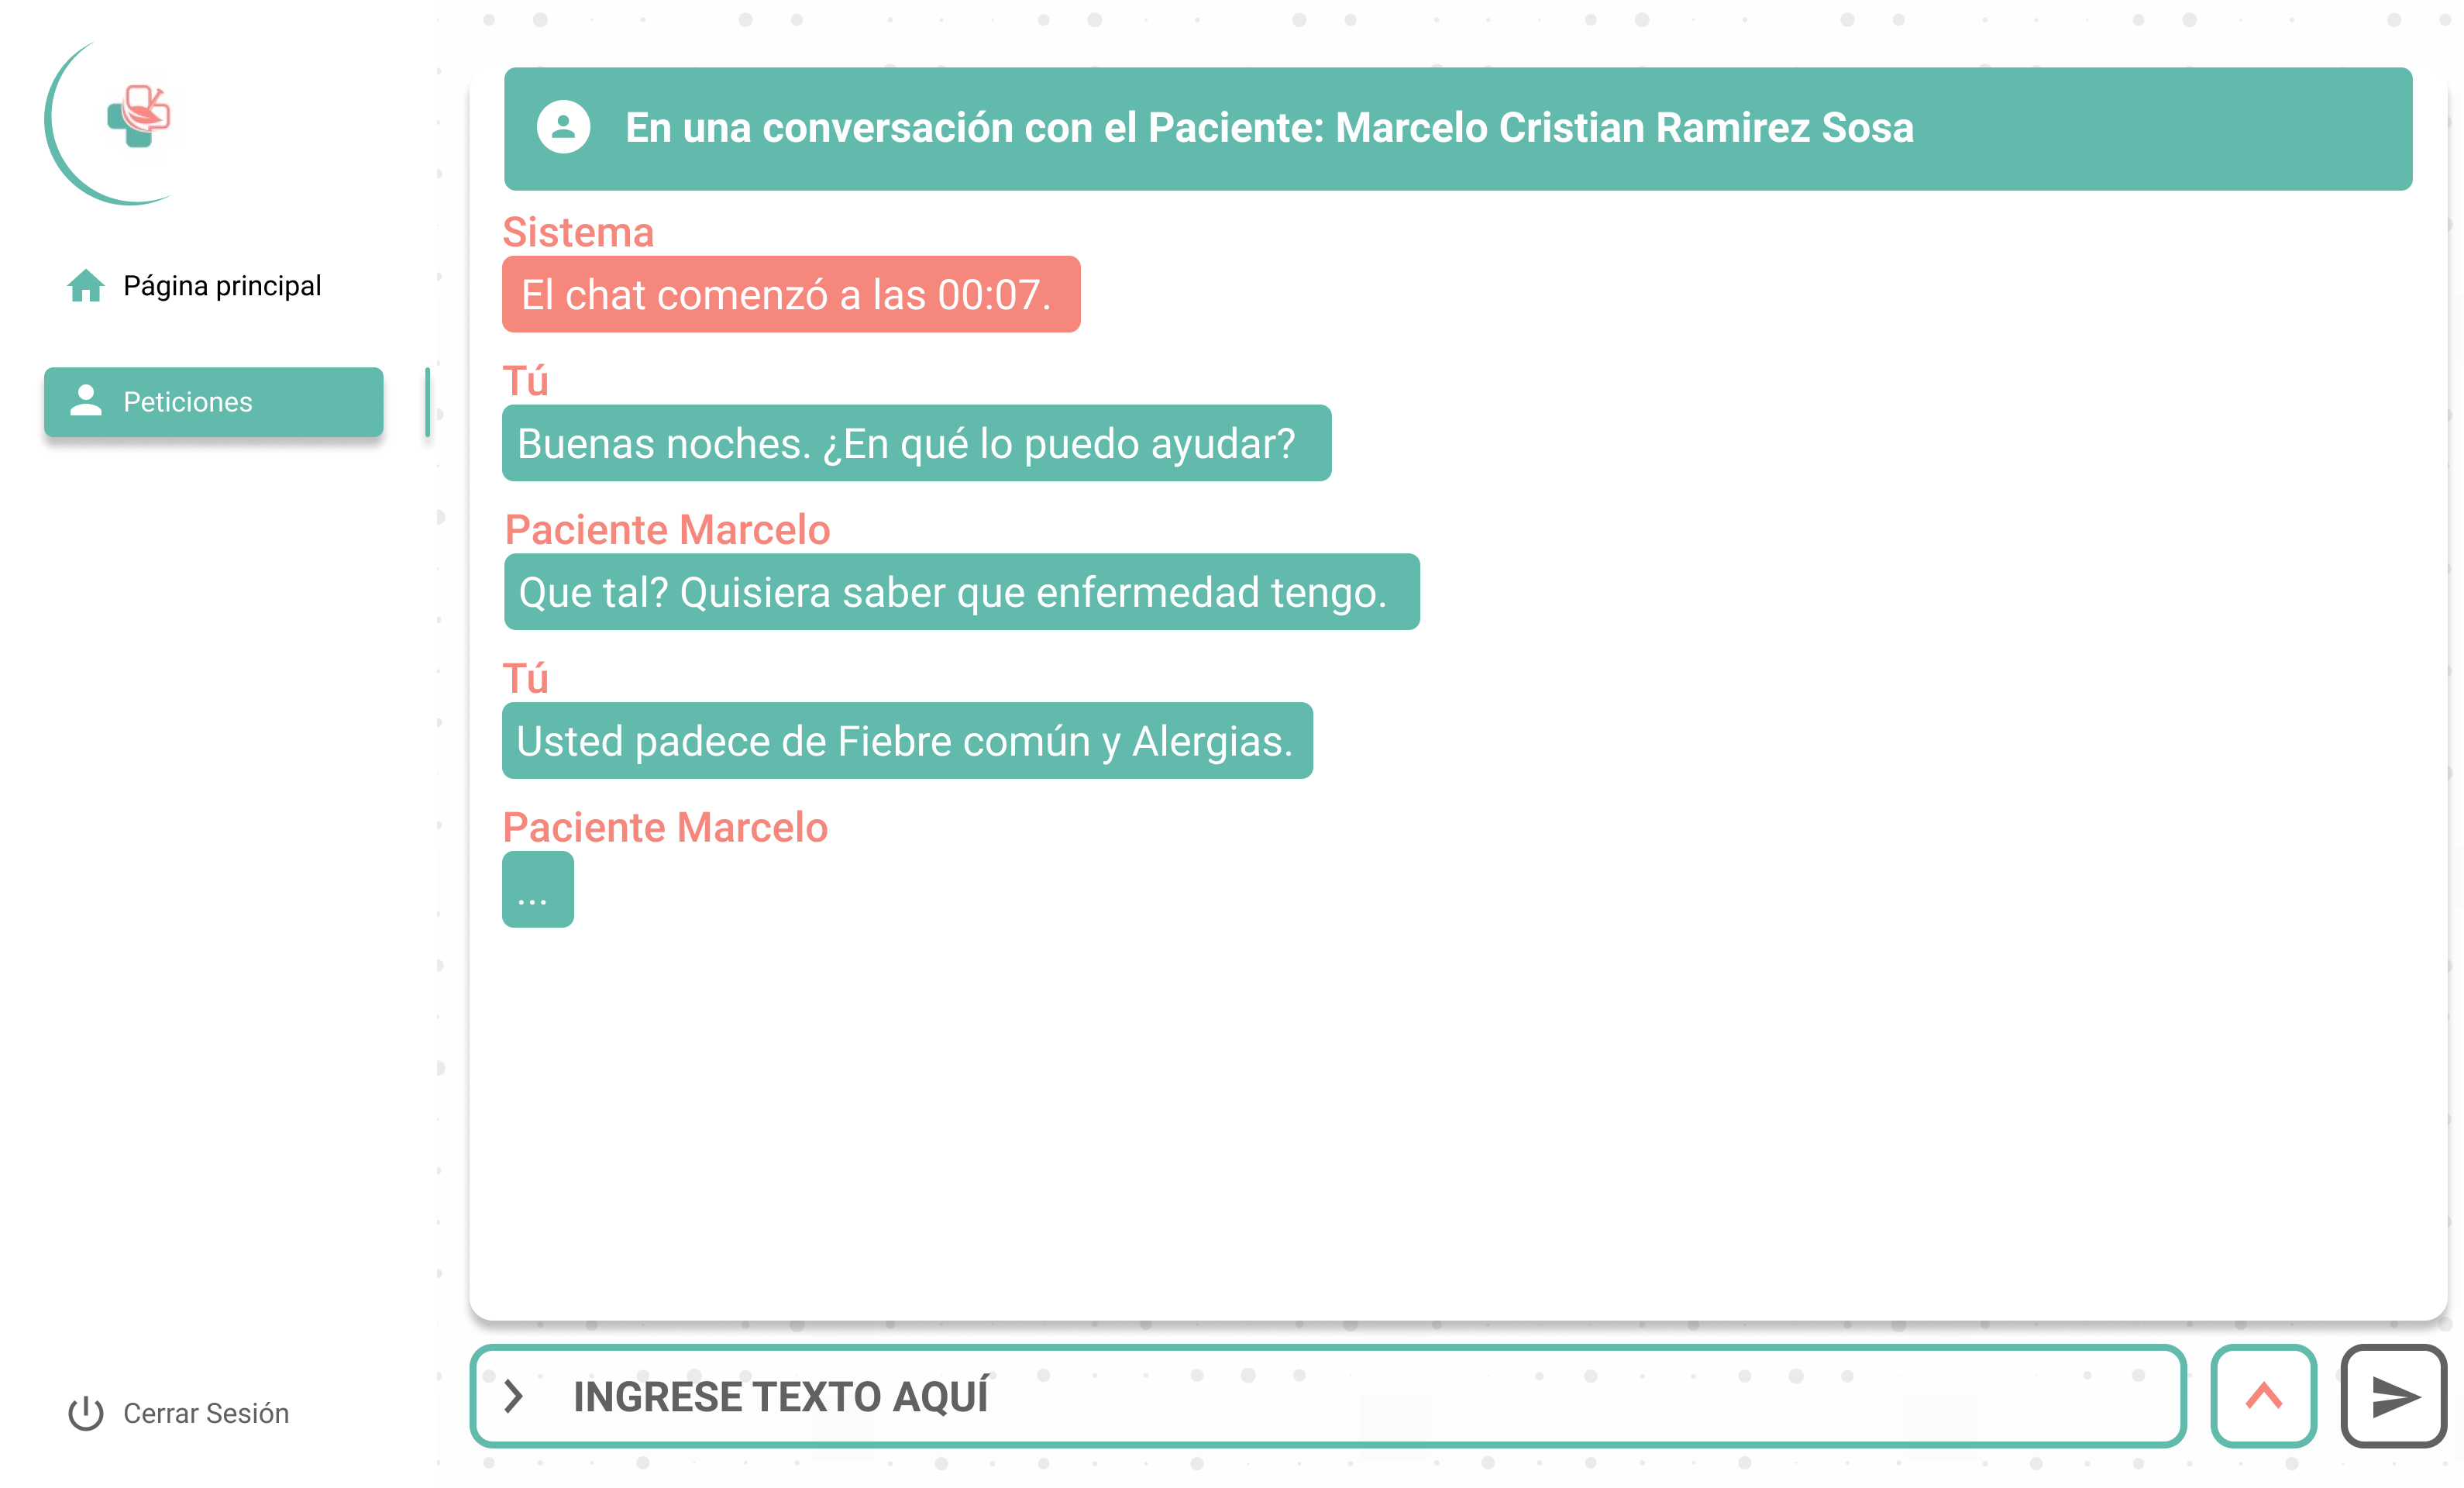 Página principal
Peticiones
Cerrar Sesión
En una conversación con el Paciente: Marcelo Cristian Ramirez Sosa
Sistema
El chat comenzó a las 00:07.
Tú
Buenas noches. ¿En qué lo puedo ayudar?
Paciente Marcelo
Que tal? Quisiera saber que enfermedad tengo.
Tú
Usted padece de Fiebre común y Alergias.
Paciente Marcelo
...
INGRESE TEXTO AQUÍ